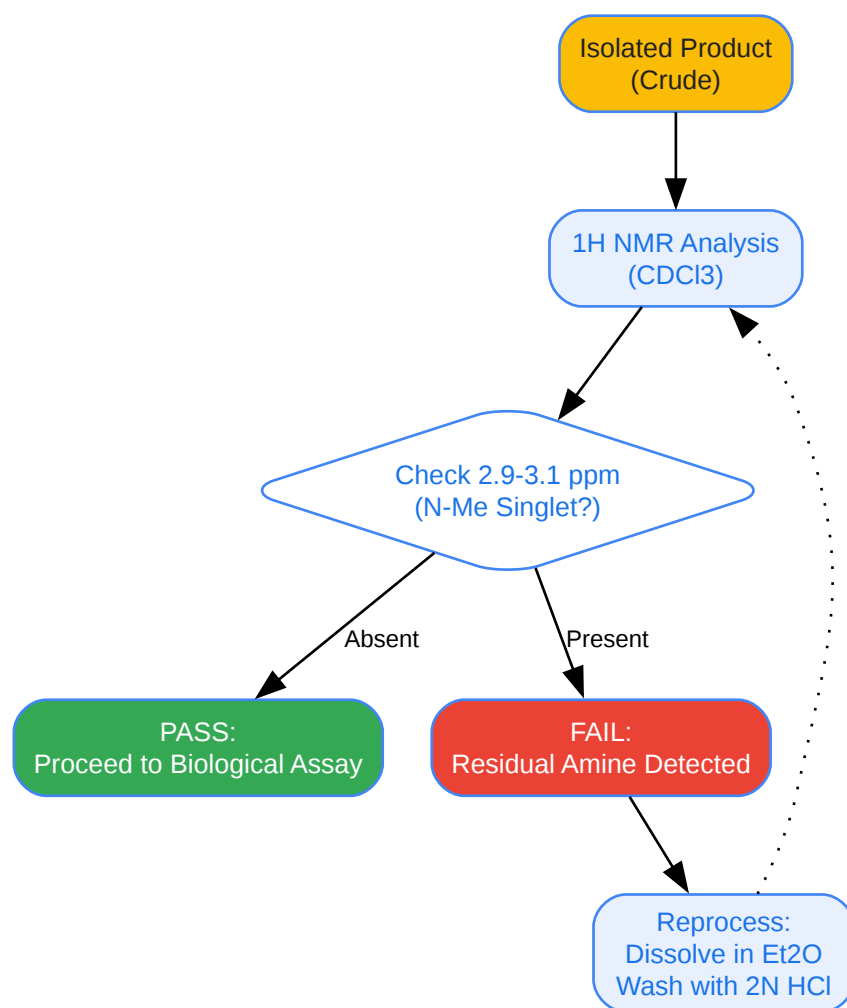 Isolated Product
(Crude)
1H NMR Analysis
(CDCl3)
Check 2.9-3.1 ppm
(N-Me Singlet?)
Absent
Present
PASS:
Proceed to Biological Assay
FAIL:
Residual Amine Detected
Reprocess:
Dissolve in Et2O
Wash with 2N HCl